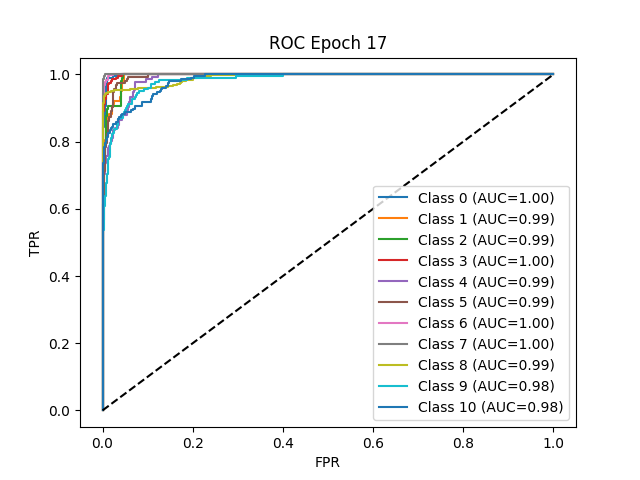 ROC Epoch 17
TPR
1.0
0.8
0.6
0.4
0.2
0.0
Class 0 (AUC=1.00)
Class 1 (AUC=0.99)
Class 2 (AUC=0.99)
Class 3 (AUC=1.00)
Class 4 (AUC=0.99)
Class 5 (AUC=0.99)
Class 6 (AUC=1.00)
Class 7 (AUC=1.00)
Class 8 (AUC=0.99)
Class 9 (AUC=0.98)
Class 10 (AUC=0.98)
0.0 0.2 0.4 0.6 0.8 1.0
FPR